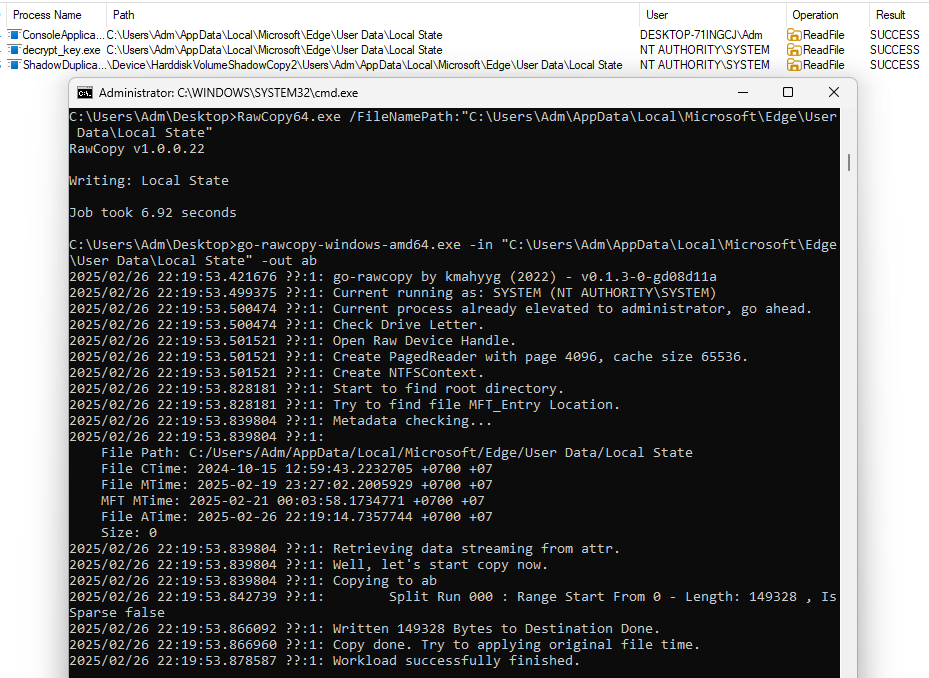 Process Name Path User Operation Result
ConsoleApplica... C:\Users\Adm\AppData\Local\Microsoft\Edge\User Data\Local State DESKTOP-71INGCJ\Adm ReadFile SUCCESS
decrypt_key.exe C:\Users\Adm\AppData\Local\Microsoft\Edge\User Data\Local State NT AUTHORITY\SYSTEM ReadFile SUCCESS
ShadowDuplica... \Device\HarddiskVolumeShadowCopy2\Users\Adm\AppData\Local\Microsoft\Edge\User Data\Local State NT AUTHORITY\SYSTEM ReadFile SUCCESS
Administrator: C:\WINDOWS\SYSTEM32\cmd.exe
C:\Users\Adm\Desktop>RawCopy64.exe /FileNamePath:"C:\Users\Adm\AppData\Local\Microsoft\Edge\User
 Data\Local State"
RawCopy v1.0.0.22
Writing: Local State
Job took 6.92 seconds
C:\Users\Adm\Desktop>go-rawcopy-windows-amd64.exe -in "C:\Users\Adm\AppData\Local\Microsoft\Edge
\User Data\Local State" -out ab
2025/02/26 22:19:53.421676 ??:1: go-rawcopy by kmahyyg (2022) - v0.1.3-0-gd08d11a
2025/02/26 22:19:53.499375 ??:1: Current running as: SYSTEM (NT AUTHORITY\SYSTEM)
2025/02/26 22:19:53.500474 ??:1: Current process already elevated to administrator, go ahead.
2025/02/26 22:19:53.500474 ??:1: Check Drive Letter.
2025/02/26 22:19:53.501521 ??:1: Open Raw Device Handle.
2025/02/26 22:19:53.501521 ??:1: Create PagedReader with page 4096, cache size 65536.
2025/02/26 22:19:53.501521 ??:1: Create NTFSContext.
2025/02/26 22:19:53.828181 ??:1: Start to find root directory.
2025/02/26 22:19:53.828181 ??:1: Try to find file MFT_Entry Location.
2025/02/26 22:19:53.839804 ??:1: Metadata checking...
2025/02/26 22:19:53.839804 ??:1:
    File Path: C:/Users/Adm/AppData/Local/Microsoft/Edge/User Data/Local State
    File CTime: 2024-10-15 12:59:43.2232705 +0700 +07
    File MTime: 2025-02-19 23:27:02.2005929 +0700 +07
    MFT MTime: 2025-02-21 00:03:58.1734771 +0700 +07
    File ATime: 2025-02-26 22:19:14.7357744 +0700 +07
    Size: 0
2025/02/26 22:19:53.839804 ??:1: Retrieving data streaming from attr.
2025/02/26 22:19:53.839804 ??:1: Well, let's start copy now.
2025/02/26 22:19:53.839804 ??:1: Copying to ab
2025/02/26 22:19:53.842739 ??:1:        Split Run 000 : Range Start From 0 - Length: 149328 , Is
Sparse false
2025/02/26 22:19:53.866092 ??:1: Written 149328 Bytes to Destination Done.
2025/02/26 22:19:53.866960 ??:1: Copy done. Try to applying original file time.
2025/02/26 22:19:53.878587 ??:1: Workload successfully finished.